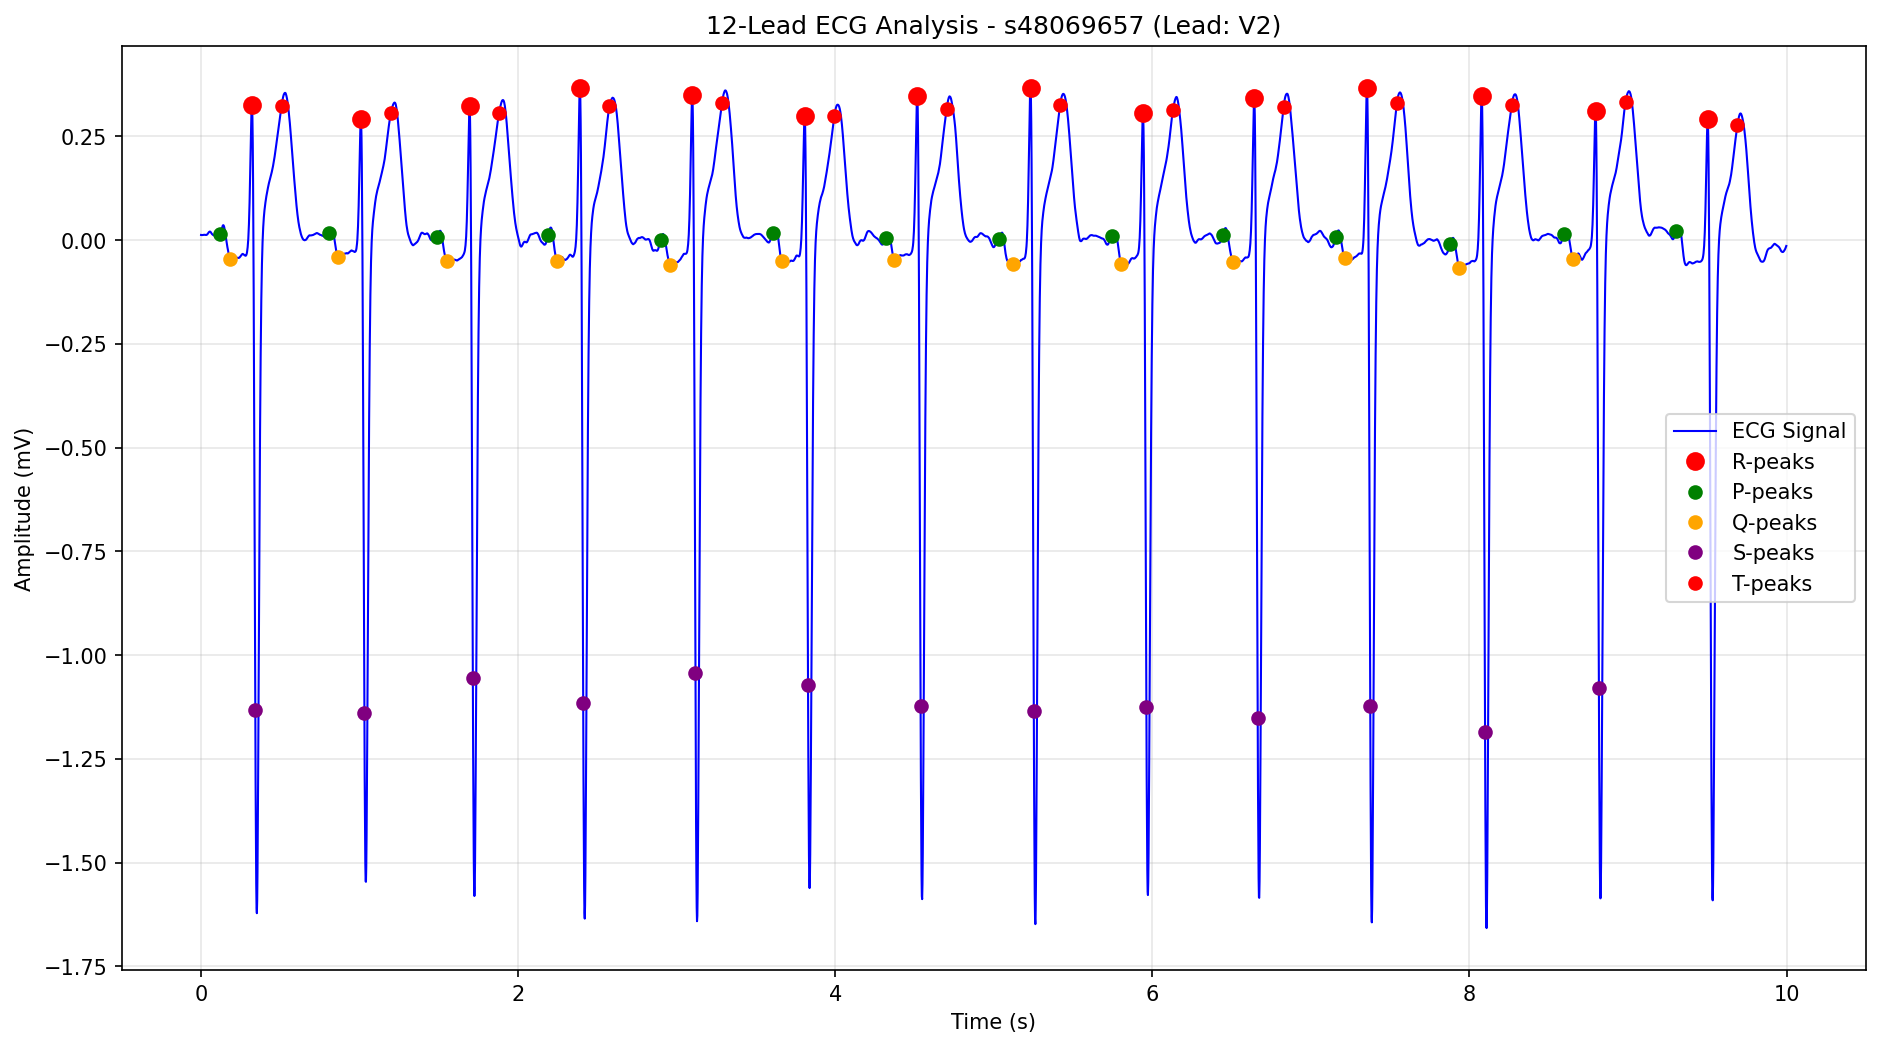 12-Lead ECG Analysis - s48069657 (Lead: V2)
Amplitude (mV)
0.25
0.00
−0.25
−0.50
−0.75
−1.00
−1.25
−1.50
−1.75
ECG Signal
R-peaks
P-peaks
Q-peaks
S-peaks
T-peaks
0 2 4 6 8 10
Time (s)